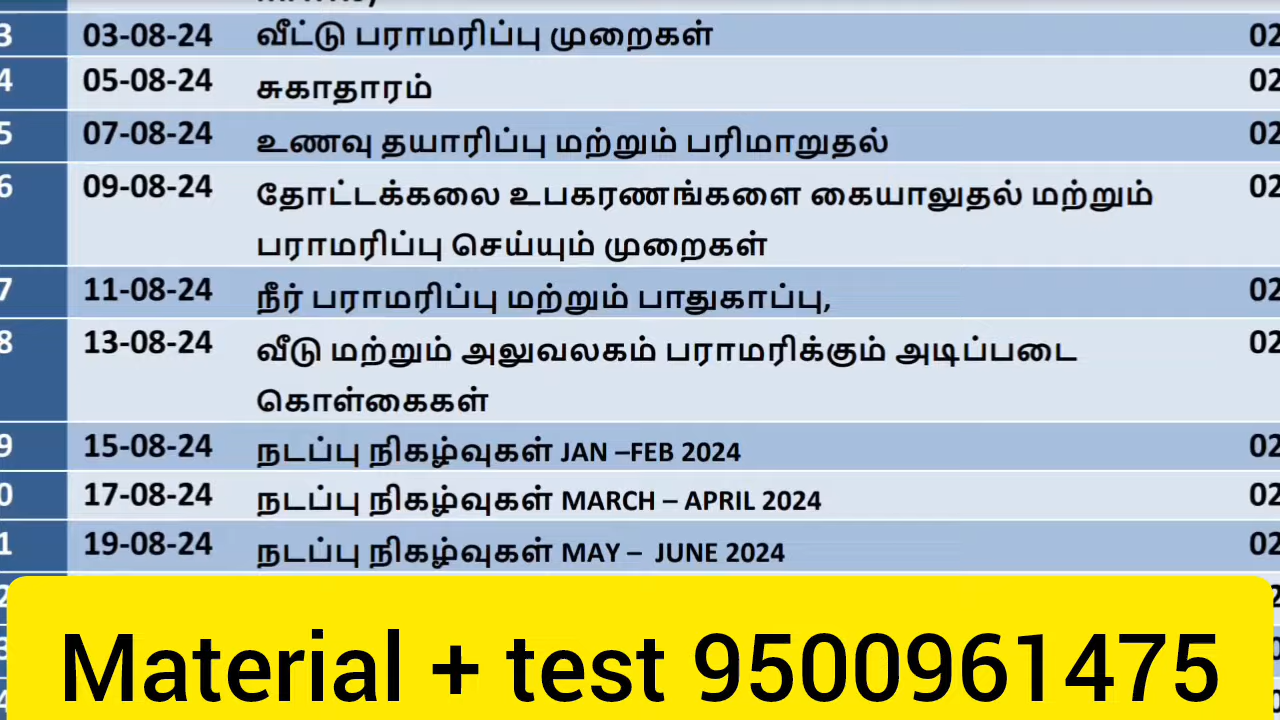 3 03-08-24 வீட்டு பராமரிப்பு முறைகள் 02
4 05-08-24 சுகாதாரம் 02
5 07-08-24 உணவு தயாரிப்பு மற்றும் பரிமாறுதல் 02
6 09-08-24 தோட்டக்கலை உபகரணங்களை கையாலுதல் மற்றும் 02
பராமரிப்பு செய்யும் முறைகள்
7 11-08-24 நீர் பராமரிப்பு மற்றும் பாதுகாப்பு, 02
8 13-08-24 வீடு மற்றும் அலுவலகம் பராமரிக்கும் அடிப்படை 02
கொள்கைகள்
9 15-08-24 நடப்பு நிகழ்வுகள் JAN –FEB 2024 02
0 17-08-24 நடப்பு நிகழ்வுகள் MARCH – APRIL 2024 02
1 19-08-24 நடப்பு நிகழ்வுகள் MAY – JUNE 2024 02
Material + test 9500961475